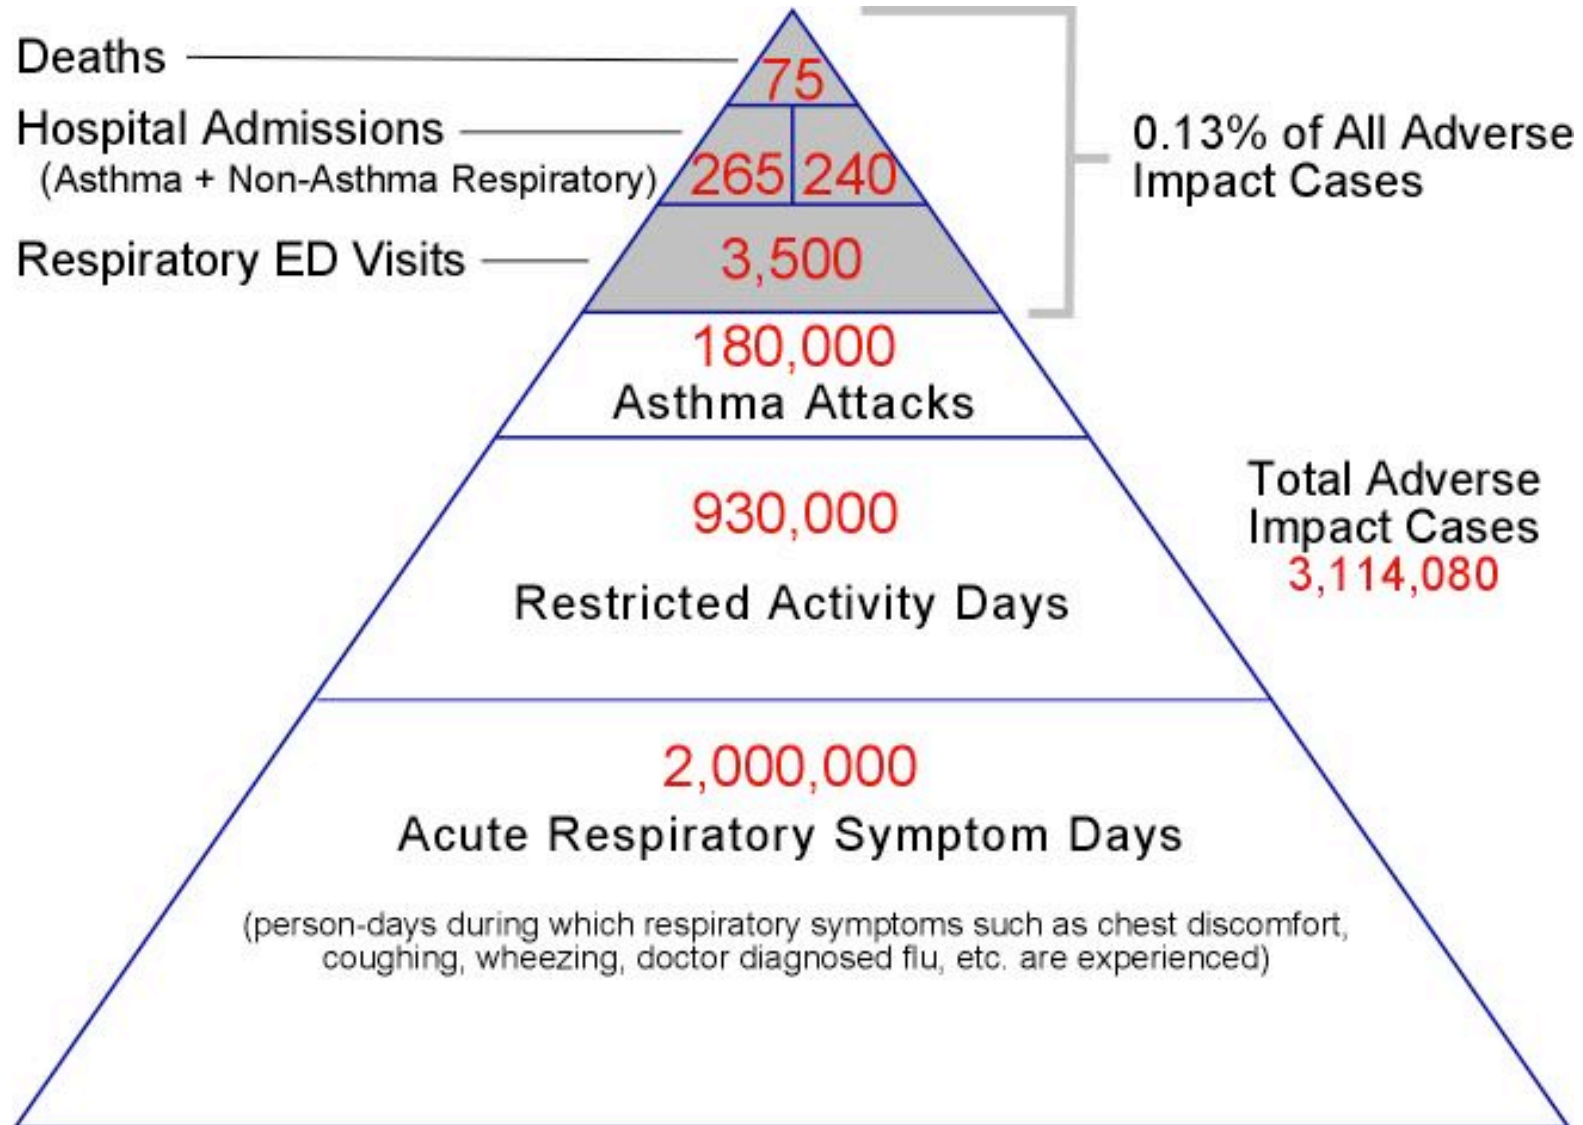 Deaths
75
Hospital Admissions
(Asthma + Non-Asthma Respiratory)
265 240
0.13% of All Adverse
Impact Cases
Respiratory ED Visits
3,500
180,000
Asthma Attacks
930,000
Restricted Activity Days
Total Adverse
Impact Cases
3,114,080
2,000,000
Acute Respiratory Symptom Days
(person-days during which respiratory symptoms such as chest discomfort,
coughing, wheezing, doctor diagnosed flu, etc. are experienced)